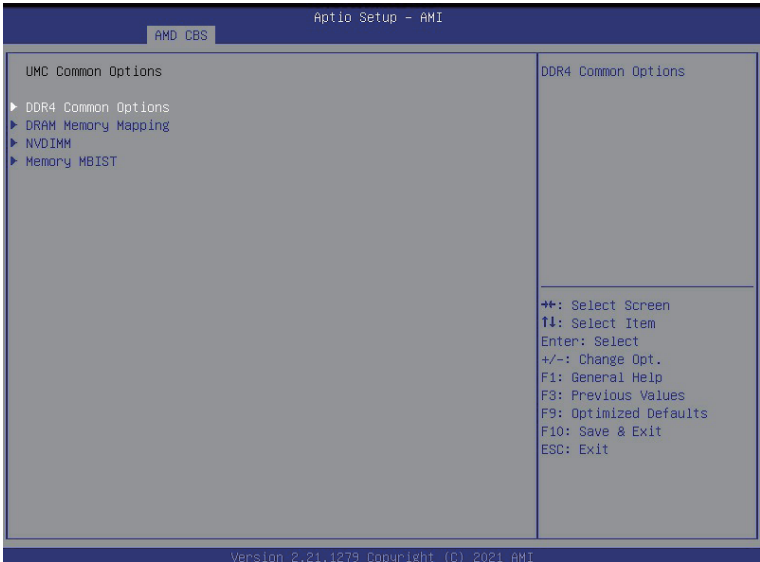 Aptio Setup – AMI
AMD CBS
UMC Common Options
DDR4 Common Options
DRAM Memory Mapping
NVDIMM
Memory MBIST
DDR4 Common Options
→←: Select Screen
↑↓: Select Item
Enter: Select
+/-: Change Opt.
F1: General Help
F3: Previous Values
F9: Optimized Defaults
F10: Save & Exit
ESC: Exit
Version 2.21.1279 Copyright (C) 2021 AMI